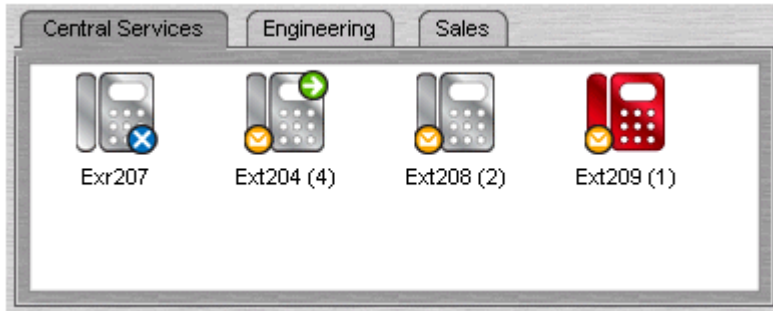 Central Services Engineering Sales
Exr207 Ext204 (4) Ext208 (2) Ext209 (1)